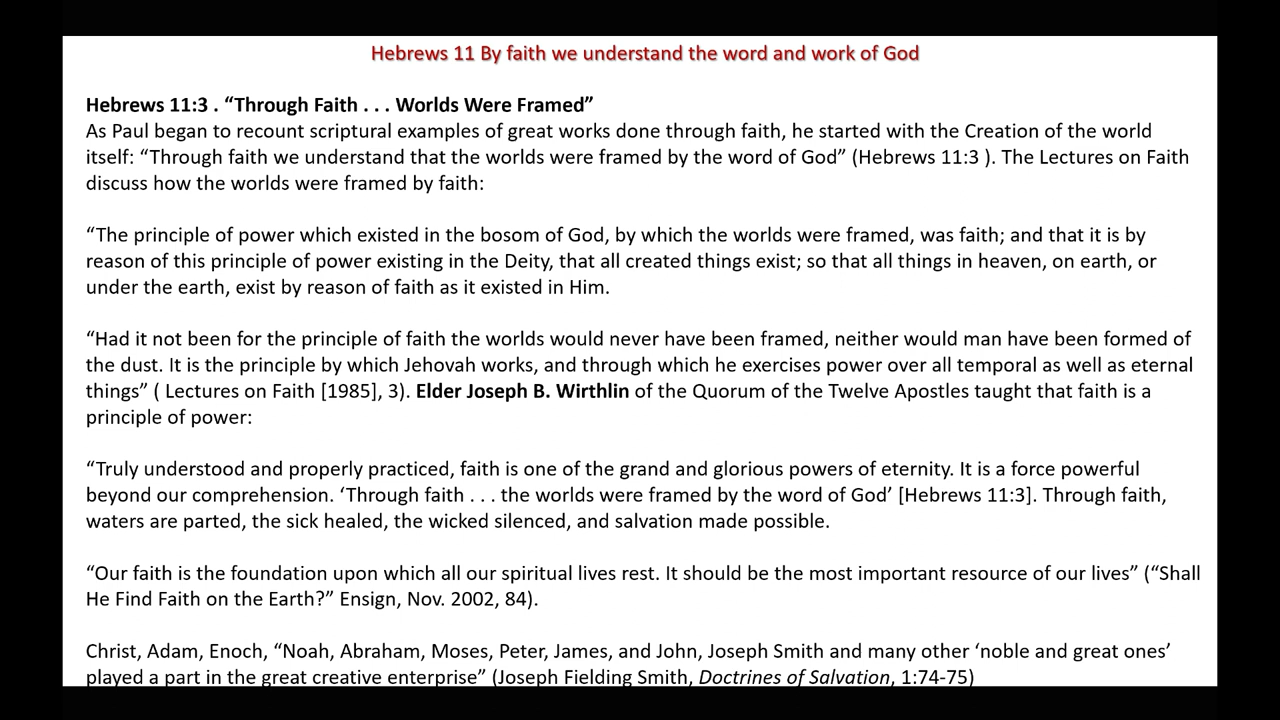 Hebrews 11 By faith we understand the word and work of God
Hebrews 11:3 . “Through Faith . . . Worlds Were Framed”
As Paul began to recount scriptural examples of great works done through faith, he started with the Creation of the world
itself: “Through faith we understand that the worlds were framed by the word of God” (Hebrews 11:3 ). The Lectures on Faith
discuss how the worlds were framed by faith:
“The principle of power which existed in the bosom of God, by which the worlds were framed, was faith; and that it is by
reason of this principle of power existing in the Deity, that all created things exist; so that all things in heaven, on earth, or
under the earth, exist by reason of faith as it existed in Him.
“Had it not been for the principle of faith the worlds would never have been framed, neither would man have been formed of
the dust. It is the principle by which Jehovah works, and through which he exercises power over all temporal as well as eternal
things” ( Lectures on Faith [1985], 3). Elder Joseph B. Wirthlin of the Quorum of the Twelve Apostles taught that faith is a
principle of power:
“Truly understood and properly practiced, faith is one of the grand and glorious powers of eternity. It is a force powerful
beyond our comprehension. ‘Through faith . . . the worlds were framed by the word of God’ [Hebrews 11:3]. Through faith,
waters are parted, the sick healed, the wicked silenced, and salvation made possible.
“Our faith is the foundation upon which all our spiritual lives rest. It should be the most important resource of our lives” (“Shall
He Find Faith on the Earth?” Ensign, Nov. 2002, 84).
Christ, Adam, Enoch, “Noah, Abraham, Moses, Peter, James, and John, Joseph Smith and many other ‘noble and great ones’
played a part in the great creative enterprise” (Joseph Fielding Smith, Doctrines of Salvation, 1:74-75)